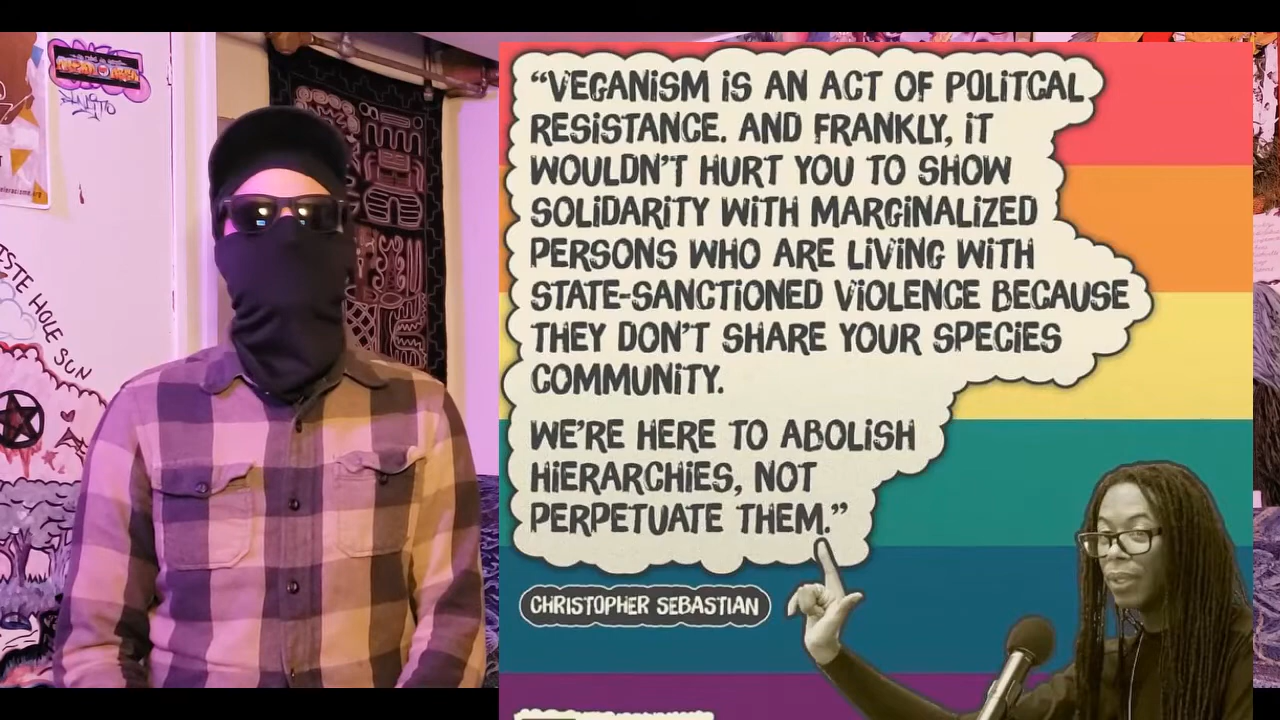 “VEGANISM IS AN ACT OF POLITCAL
RESISTANCE. AND FRANKLY, IT
WOULDN’T HURT YOU TO SHOW
SOLIDARITY WITH MARGINALIZED
PERSONS WHO ARE LIVING WITH
STATE-SANCTIONED VIOLENCE BECAUSE
THEY DON’T SHARE YOUR SPECIES
COMMUNITY.
WE’RE HERE TO ABOLISH
HIERARCHIES, NOT
PERPETUATE THEM.”
CHRISTOPHER SEBASTIAN
HOLE SUN